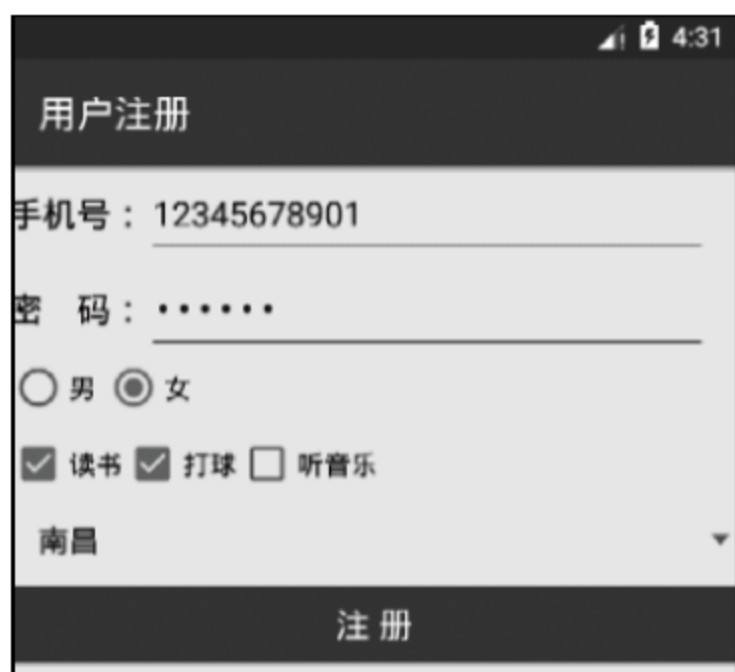 4:31
用户注册
手机号：12345678901
密 码：••••••
男 女
读书 打球 听音乐
南昌
注 册